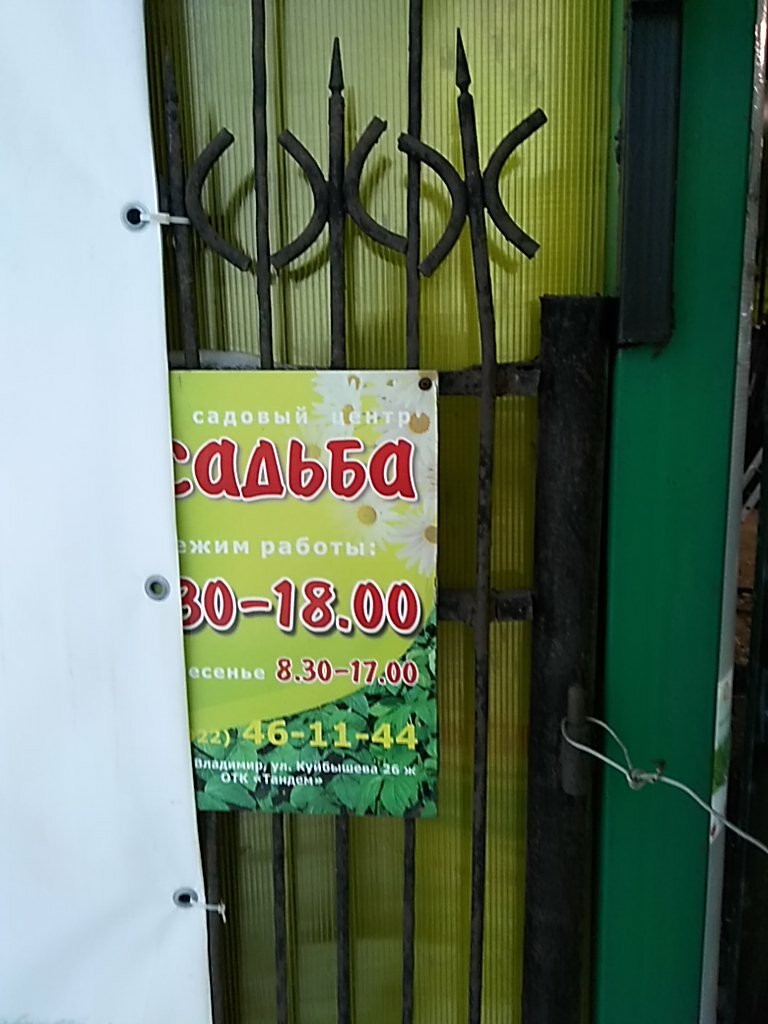 садовый центр
садьба
ежим работы:
30-18.00
есенье 8.30-17.00
22) 46-11-44
Владимир, ул. Куйбышева 26 ж
ОТК «Тандем»